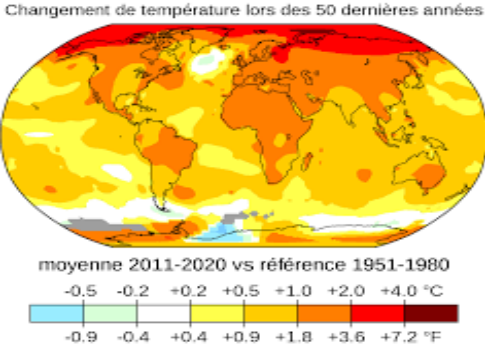 Changement de température lors des 50 dernières années
moyenne 2011-2020 vs référence 1951-1980
-0.5 -0.2 +0.2 +0.5 +1.0 +2.0 +4.0 °C
-0.9 -0.4 +0.4 +0.9 +1.8 +3.6 +7.2 °F